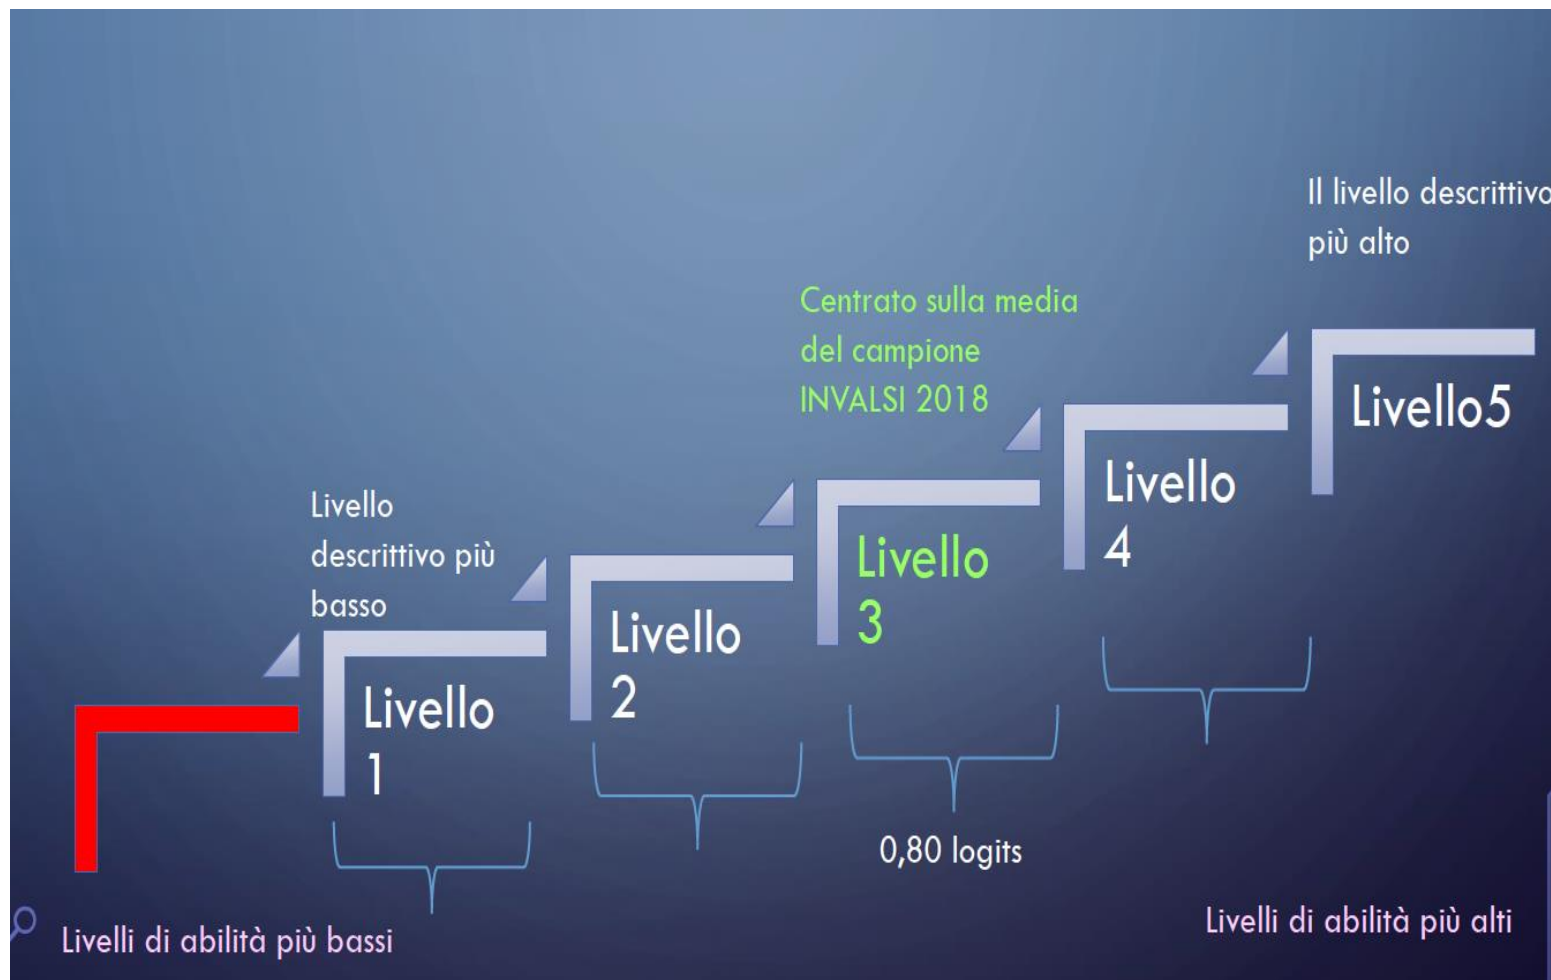 Il livello descrittivo
più alto
Centrato sulla media
del campione
INVALSI 2018
Livello5
Livello
4
Livello
descrittivo più
basso
Livello
3
Livello
2
Livello
1
0,80 logits
Livelli di abilità più alti
Livelli di abilità più bassi